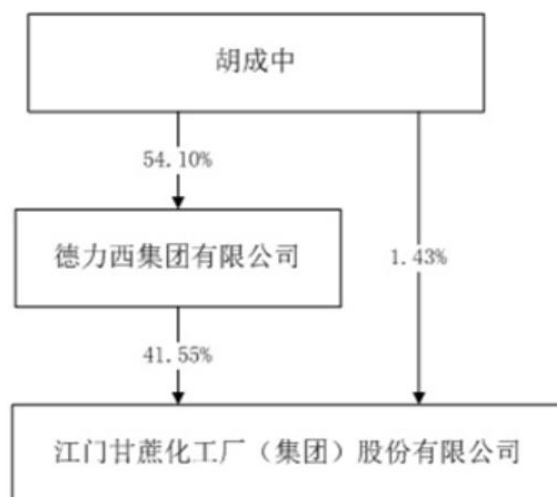 胡成中
54.10%
德力西集团有限公司
1.43%
41.55%
江门甘蔗化工厂（集团）股份有限公司